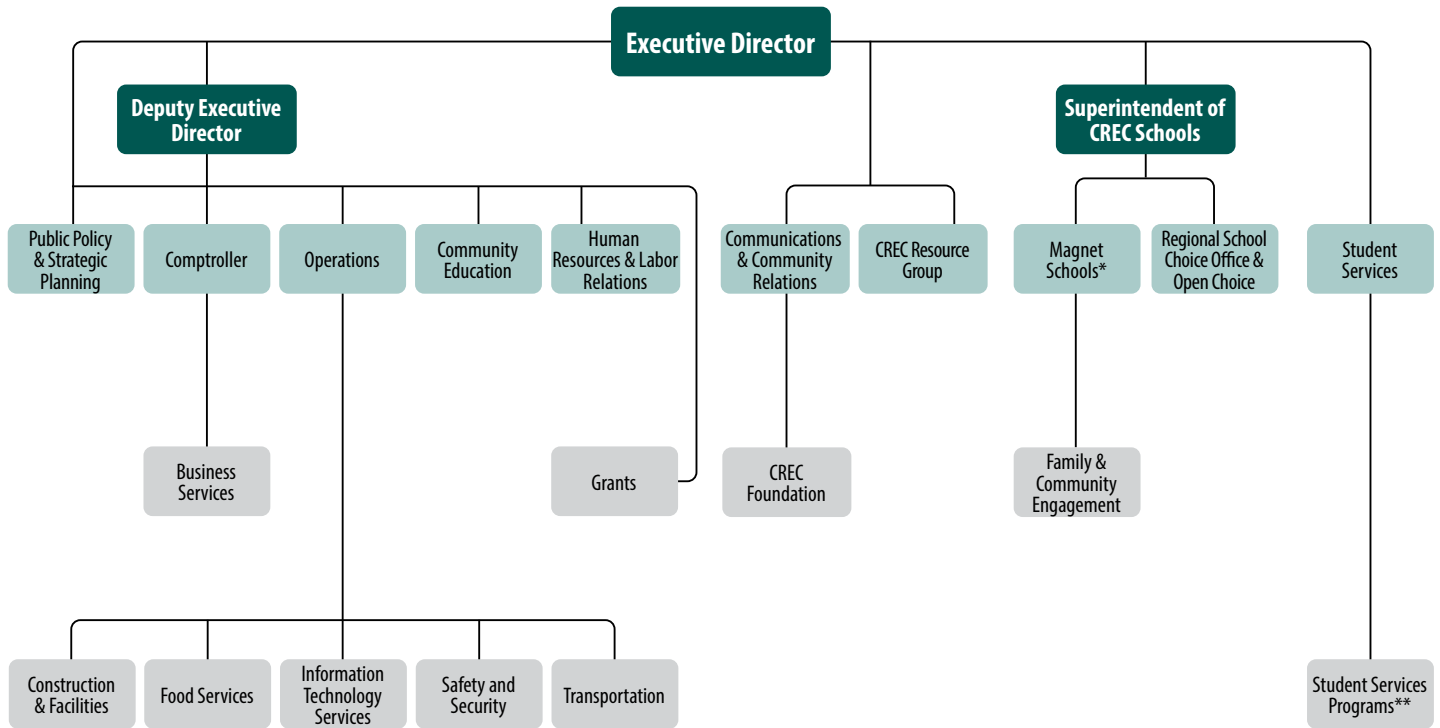 Executive Director
Deputy Executive
Director
Superintendent of
CREC Schools
Public Policy
& Strategic
Planning
Comptroller
Operations
Community
Education
Human
Resources & Labor
Relations
Communications
& Community
Relations
CREC Resource
Group
Magnet
Schools*
Regional School
Choice Office &
Open Choice
Student
Services
Business
Services
Grants
CREC
Foundation
Family &
Community
Engagement
Construction
& Facilities
Food Services
Information
Technology
Services
Safety and
Security
Transportation
Student Services
Programs**